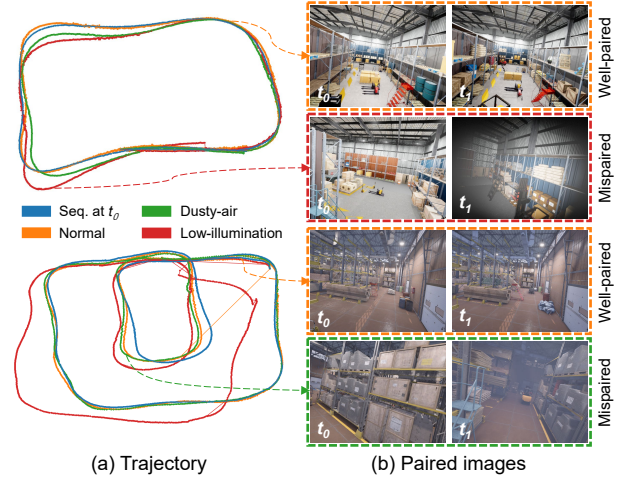 t0
t1
Well-paired
t0
t1
Mispaired
Seq. at t0
Dusty-air
Normal
Low-illumination
t0
t1
Well-paired
t0
t1
Mispaired
(a) Trajectory
(b) Paired images